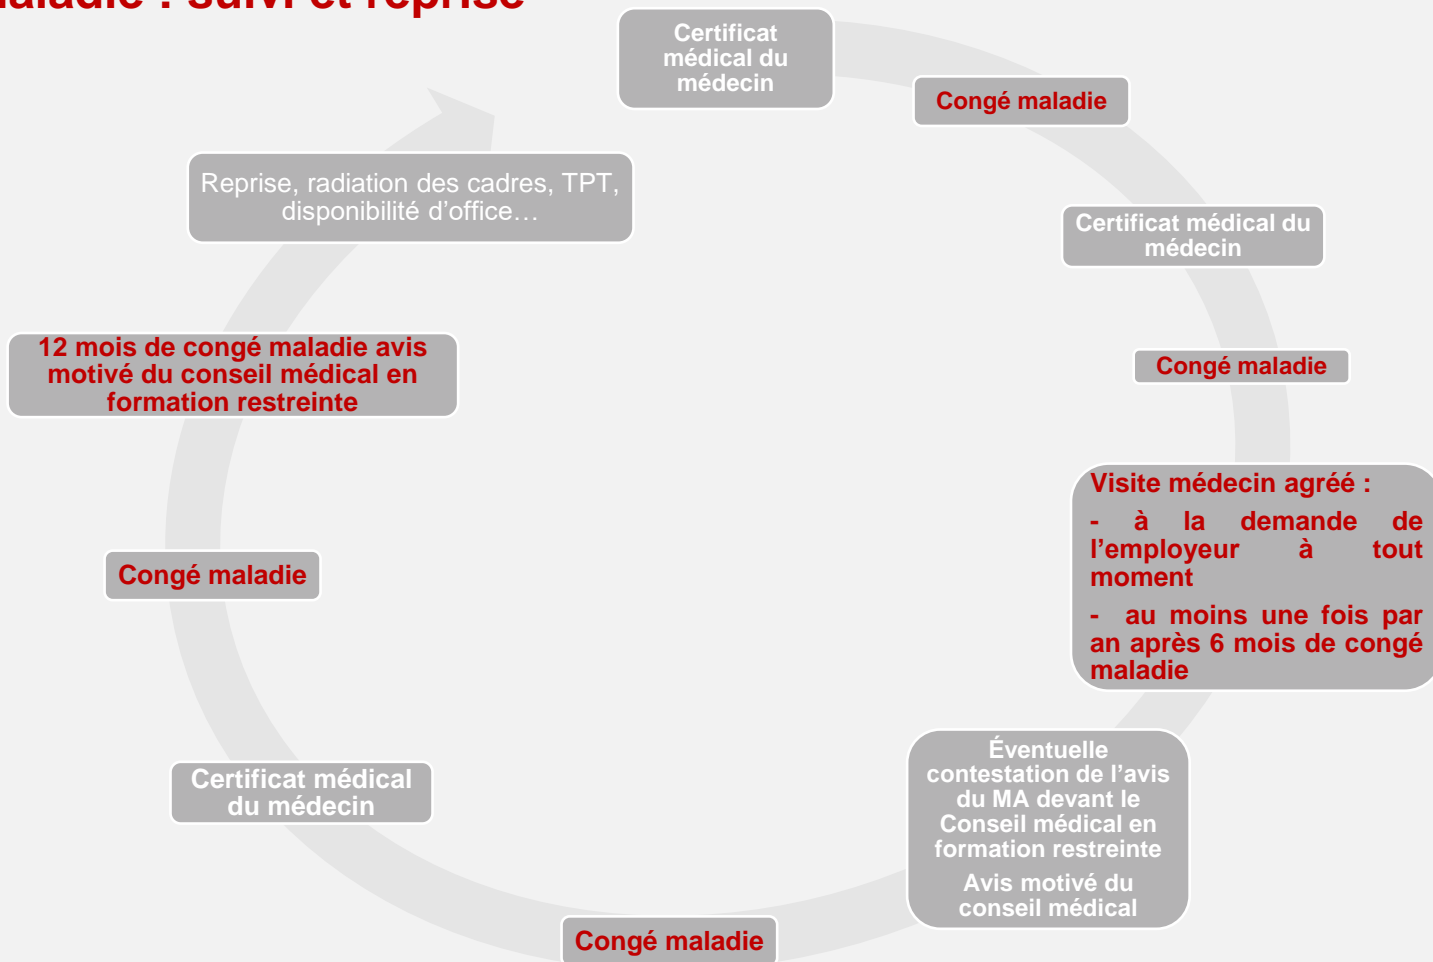 maladie : suivi et reprise
Certificat
médical du
médecin
Congé maladie
Certificat médical du
médecin
Congé maladie
Visite médecin agréé :
- à la demande de
l’employeur à tout
moment
- au moins une fois par
an après 6 mois de congé
maladie
Éventuelle
contestation de l’avis
du MA devant le
Conseil médical en
formation restreinte
Avis motivé du
conseil médical
Congé maladie
Certificat médical
du médecin
Congé maladie
12 mois de congé maladie avis
motivé du conseil médical en
formation restreinte
Reprise, radiation des cadres, TPT,
disponibilité d’office…